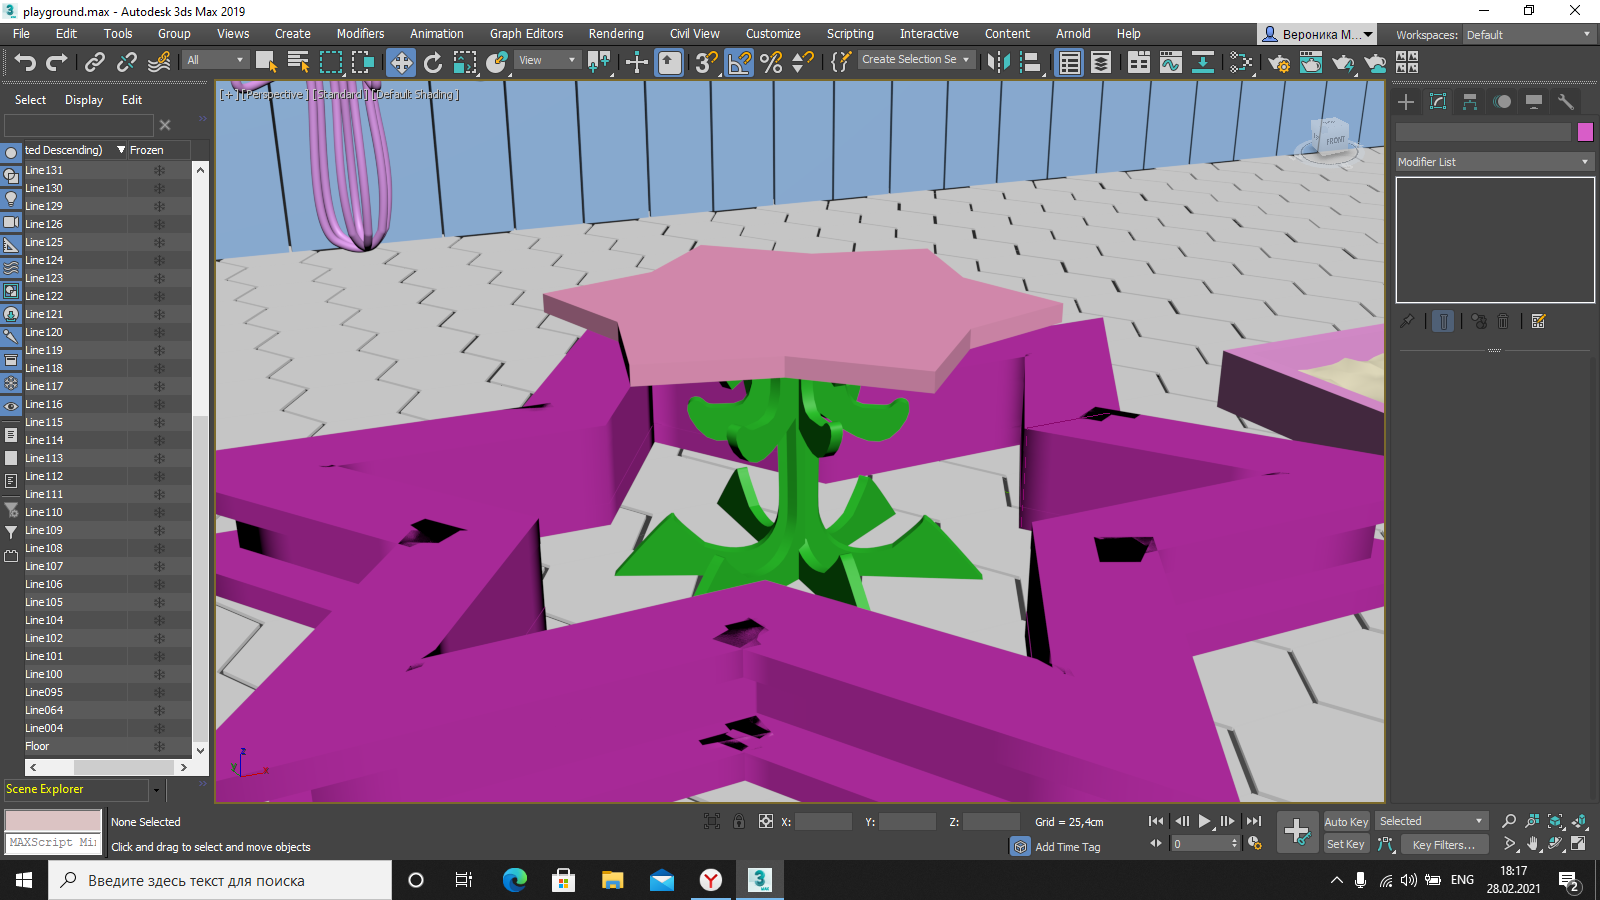 playground.max - Autodesk 3ds Max 2019
File Edit Tools Group Views Create Modifiers Animation Graph Editors Rendering Civil View Customize Scripting Interactive Content Arnold Help
Вероника М...
Workspaces: Default
All
View
Create Selection Se
Select Display Edit
[+] [Perspective] [Standard] [Default Shading]
FRONT
ted Descending) Frozen
Modifier List
Line131
Line130
Line129
Line126
Line125
Line124
Line123
Line122
Line121
Line120
Line119
Line118
Line117
Line116
Line115
Line114
Line113
Line112
Line111
Line110
Line109
Line108
Line107
Line106
Line105
Line104
Line102
Line101
Line100
Line095
Line064
Line004
Floor
z
y
x
Scene Explorer
None Selected
X: Y: Z:
Grid = 25,4cm
Auto Key
Selected
MAXScript Mi
Click and drag to select and move objects
Add Time Tag
0
Set Key
Key Filters...
Введите здесь текст для поиска
ENG
18:17
28.02.2021
2